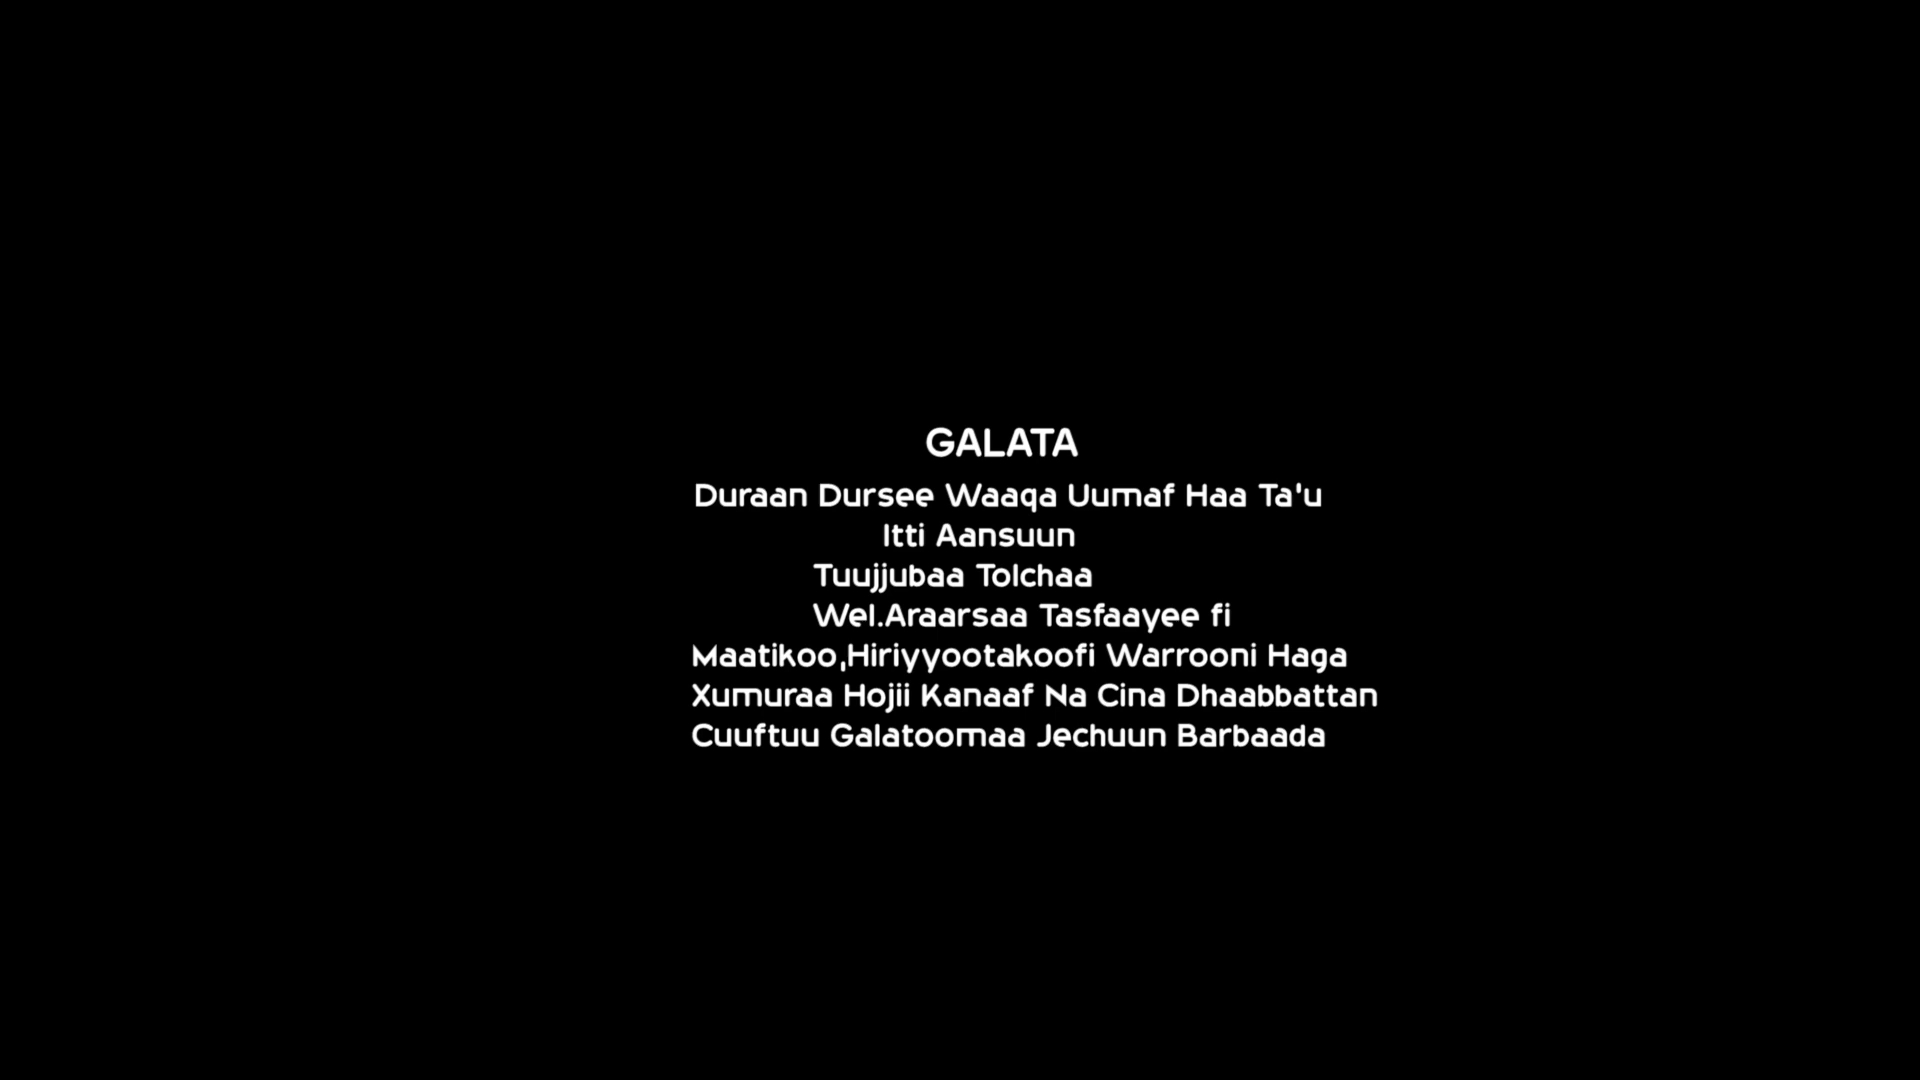 GALATA
Duraan Dursee Waaqa Uumaf Haa Ta'u
Itti Aansuun
Tuujjubaa Tolchaa
Wel.Araarsaa Tasfaayee fi
Maatikoo,Hiriyyootakoofi Warrooni Haga
Xumuraa Hojii Kanaaf Na Cina Dhaabbattan
Cuuftuu Galatoomaa Jechuun Barbaada